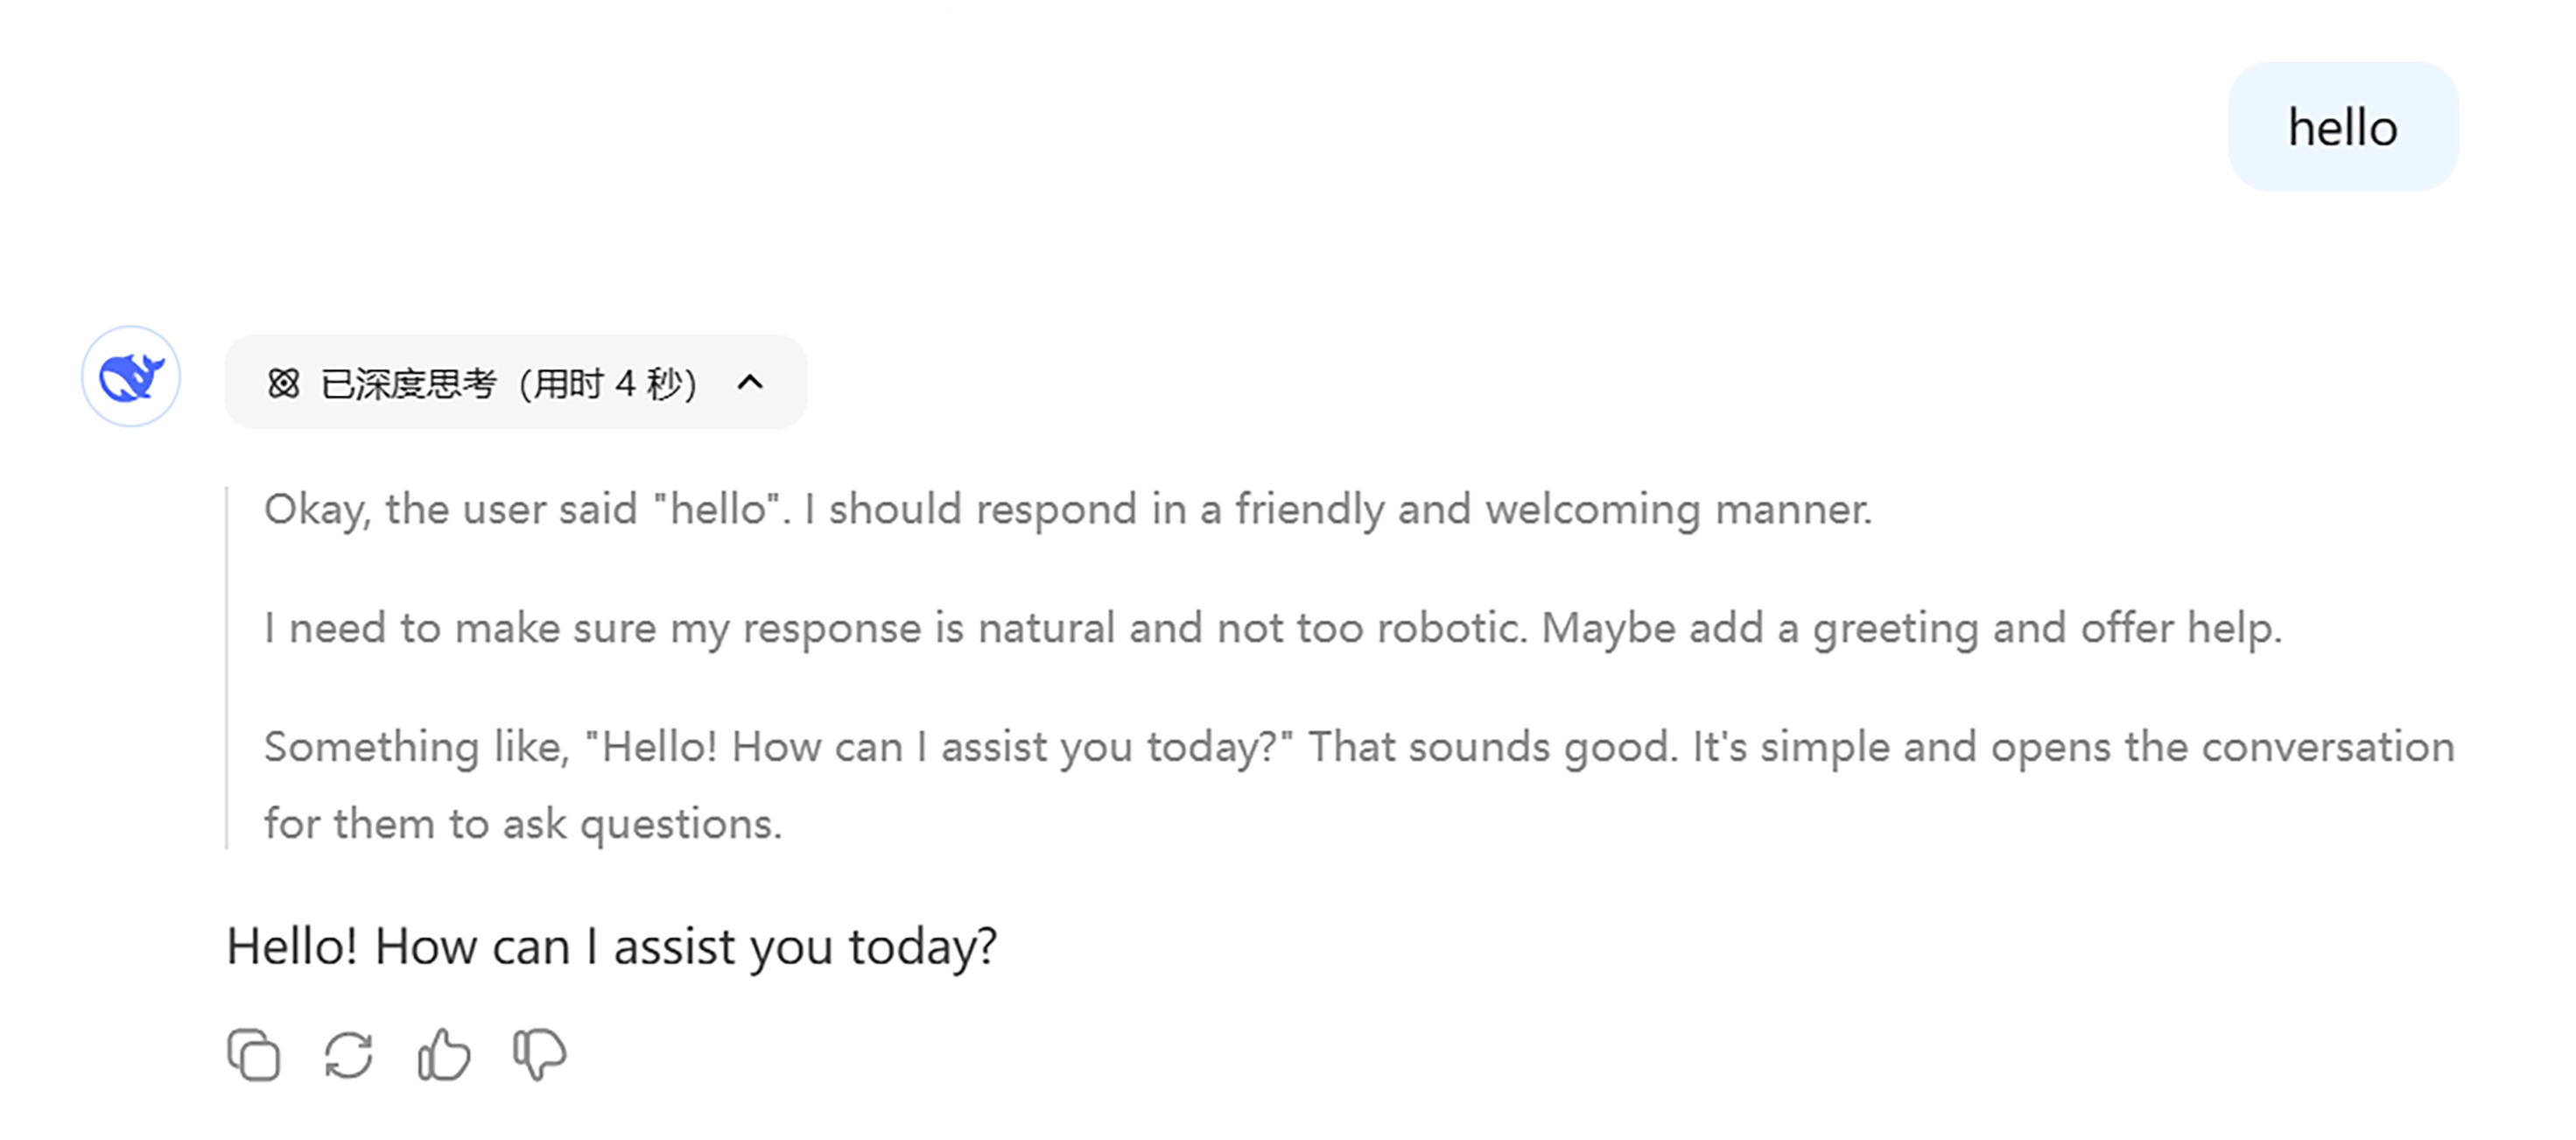 hello
已深度思考（用时 4 秒）
Okay, the user said "hello". I should respond in a friendly and welcoming manner.
I need to make sure my response is natural and not too robotic. Maybe add a greeting and offer help.
Something like, "Hello! How can I assist you today?" That sounds good. It's simple and opens the conversation
for them to ask questions.
Hello! How can I assist you today?